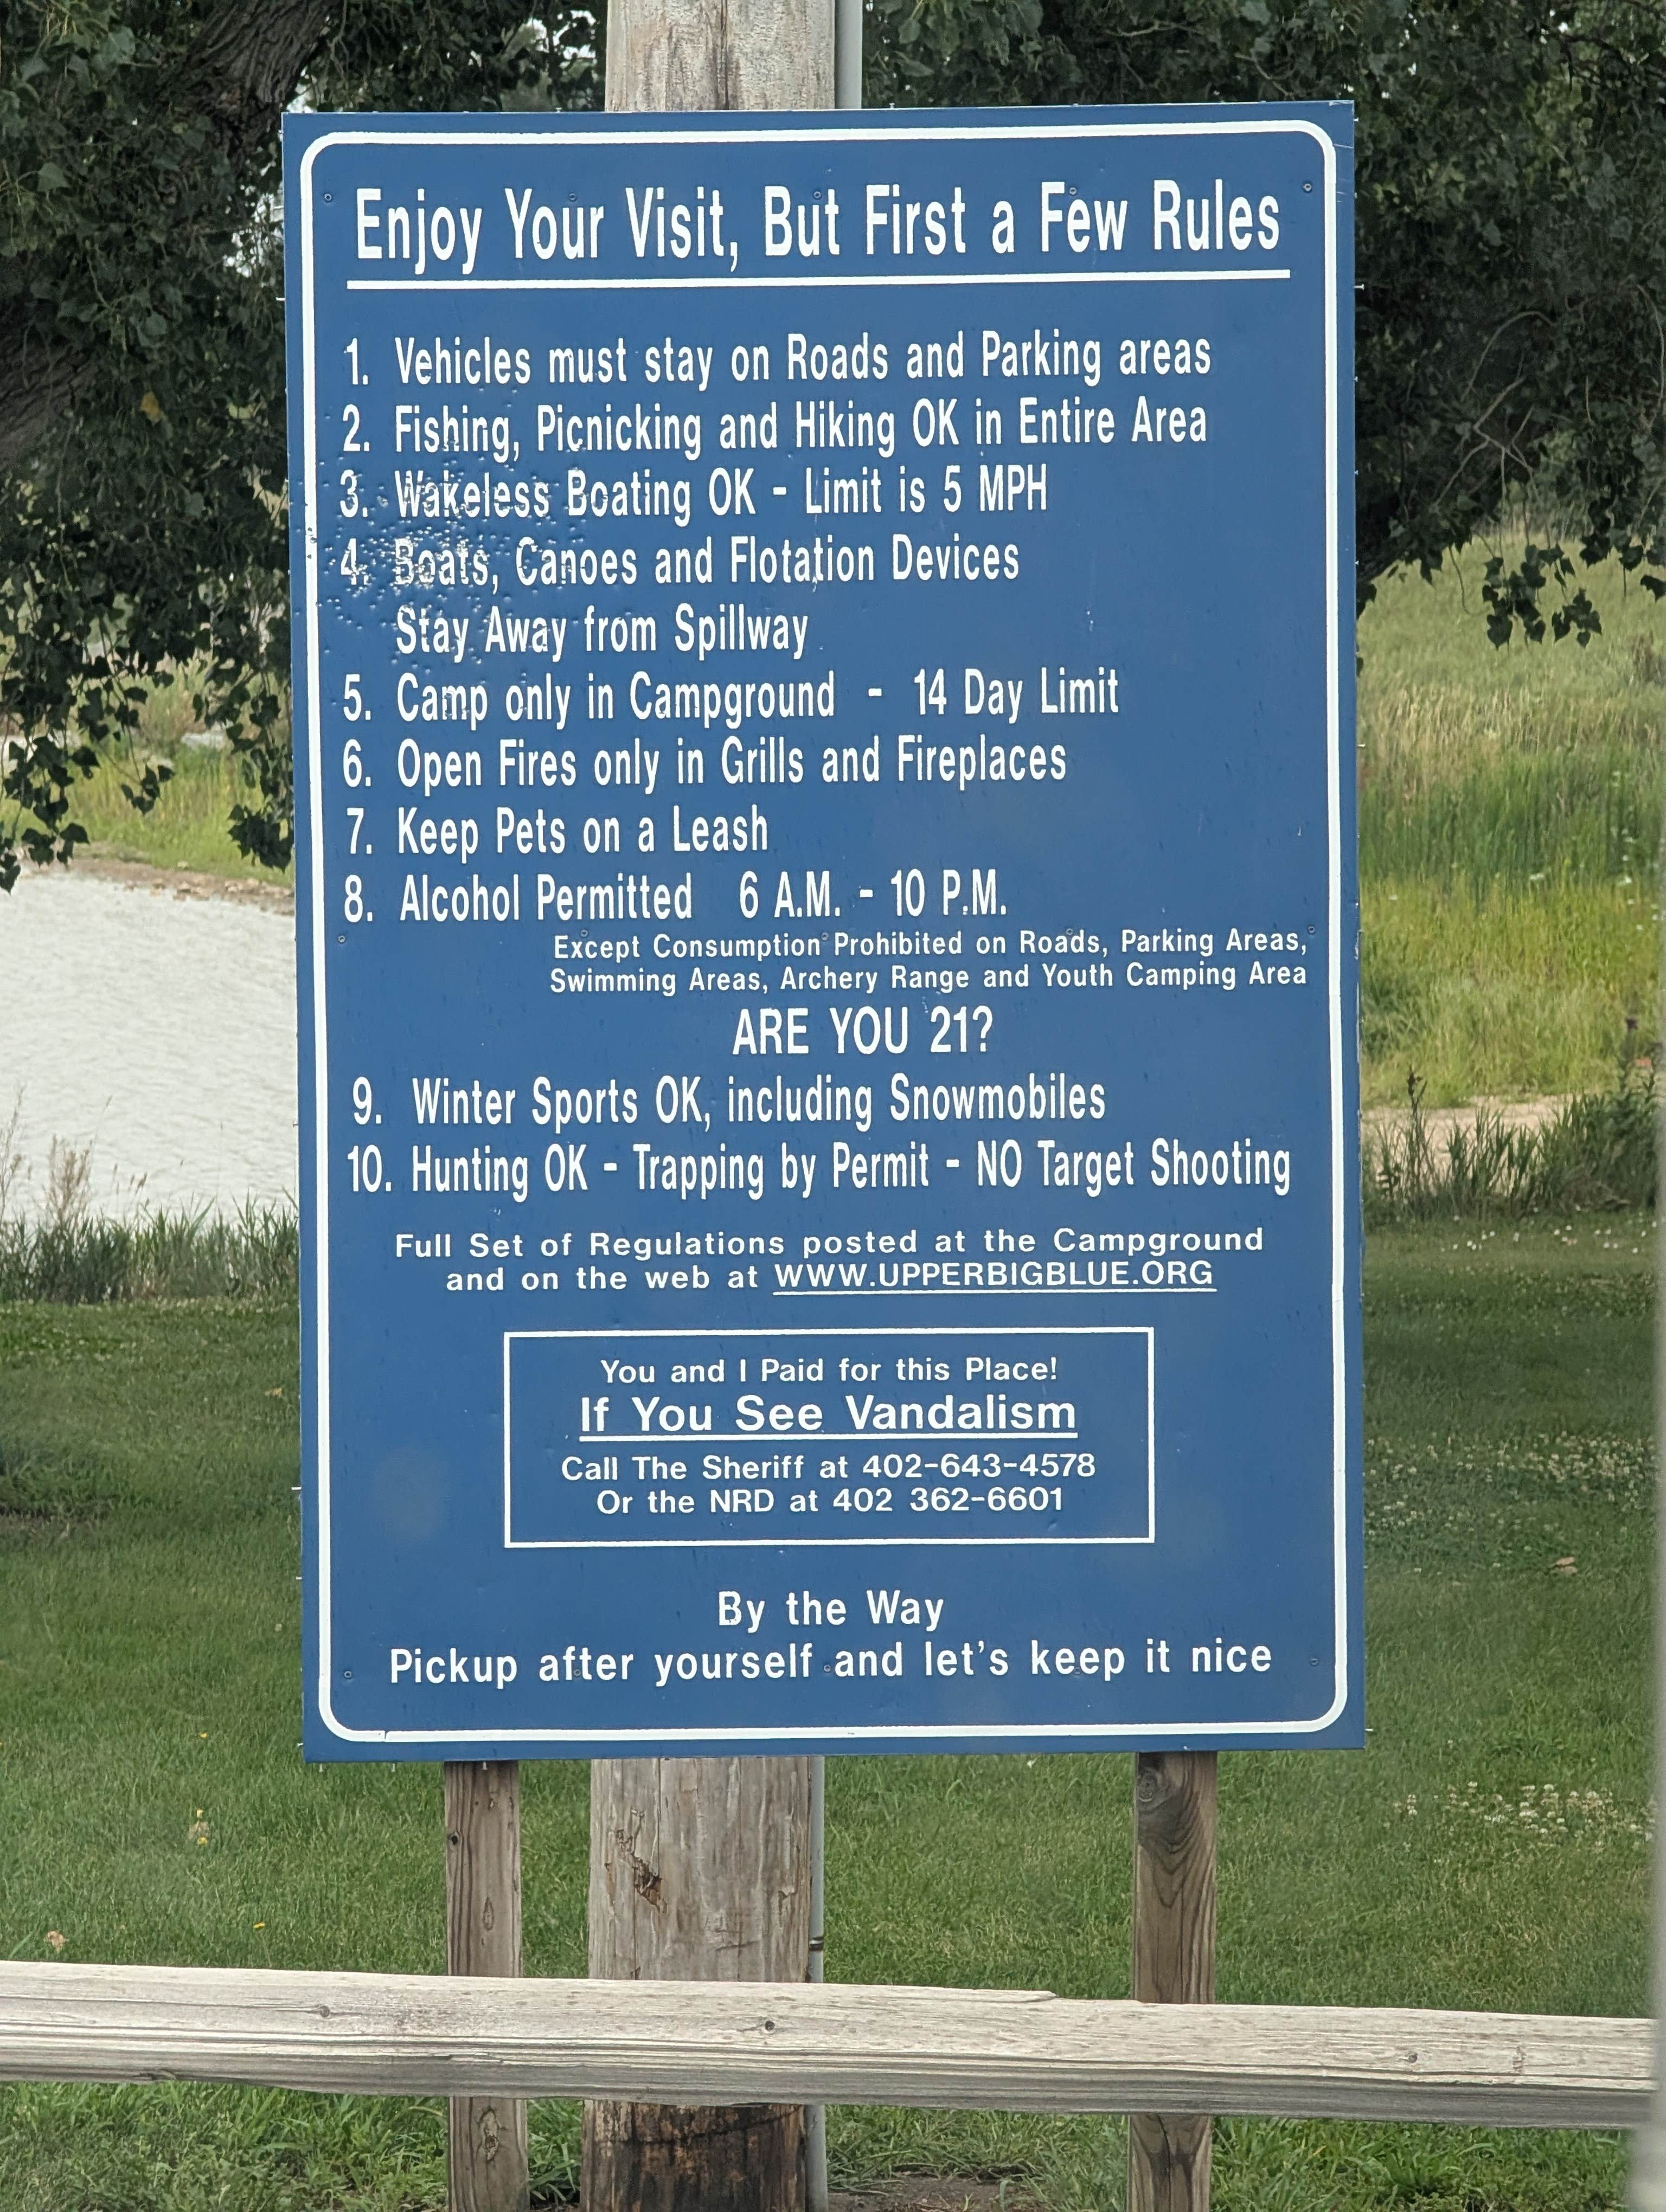 Enjoy Your Visit, But First a Few Rules
1. Vehicles must stay on Roads and Parking areas
2. Fishing, Picnicking and Hiking OK in Entire Area
3. Wakeless Boating OK - Limit is 5 MPH
4. Boats, Canoes and Flotation Devices
Stay Away from Spillway
5. Camp only in Campground - 14 Day Limit
6. Open Fires only in Grills and Fireplaces
7. Keep Pets on a Leash
8. Alcohol Permitted 6 A.M. - 10 P.M.
Except Consumption Prohibited on Roads, Parking Areas,
Swimming Areas, Archery Range and Youth Camping Area
ARE YOU 21?
9. Winter Sports OK, including Snowmobiles
10. Hunting OK - Trapping by Permit - NO Target Shooting
Full Set of Regulations posted at the Campground
and on the web at WWW.UPPERBIGBLUE.ORG
You and I Paid for this Place!
If You See Vandalism
Call The Sheriff at 402-643-4578
Or the NRD at 402 362-6601
By the Way
Pickup after yourself and let's keep it nice